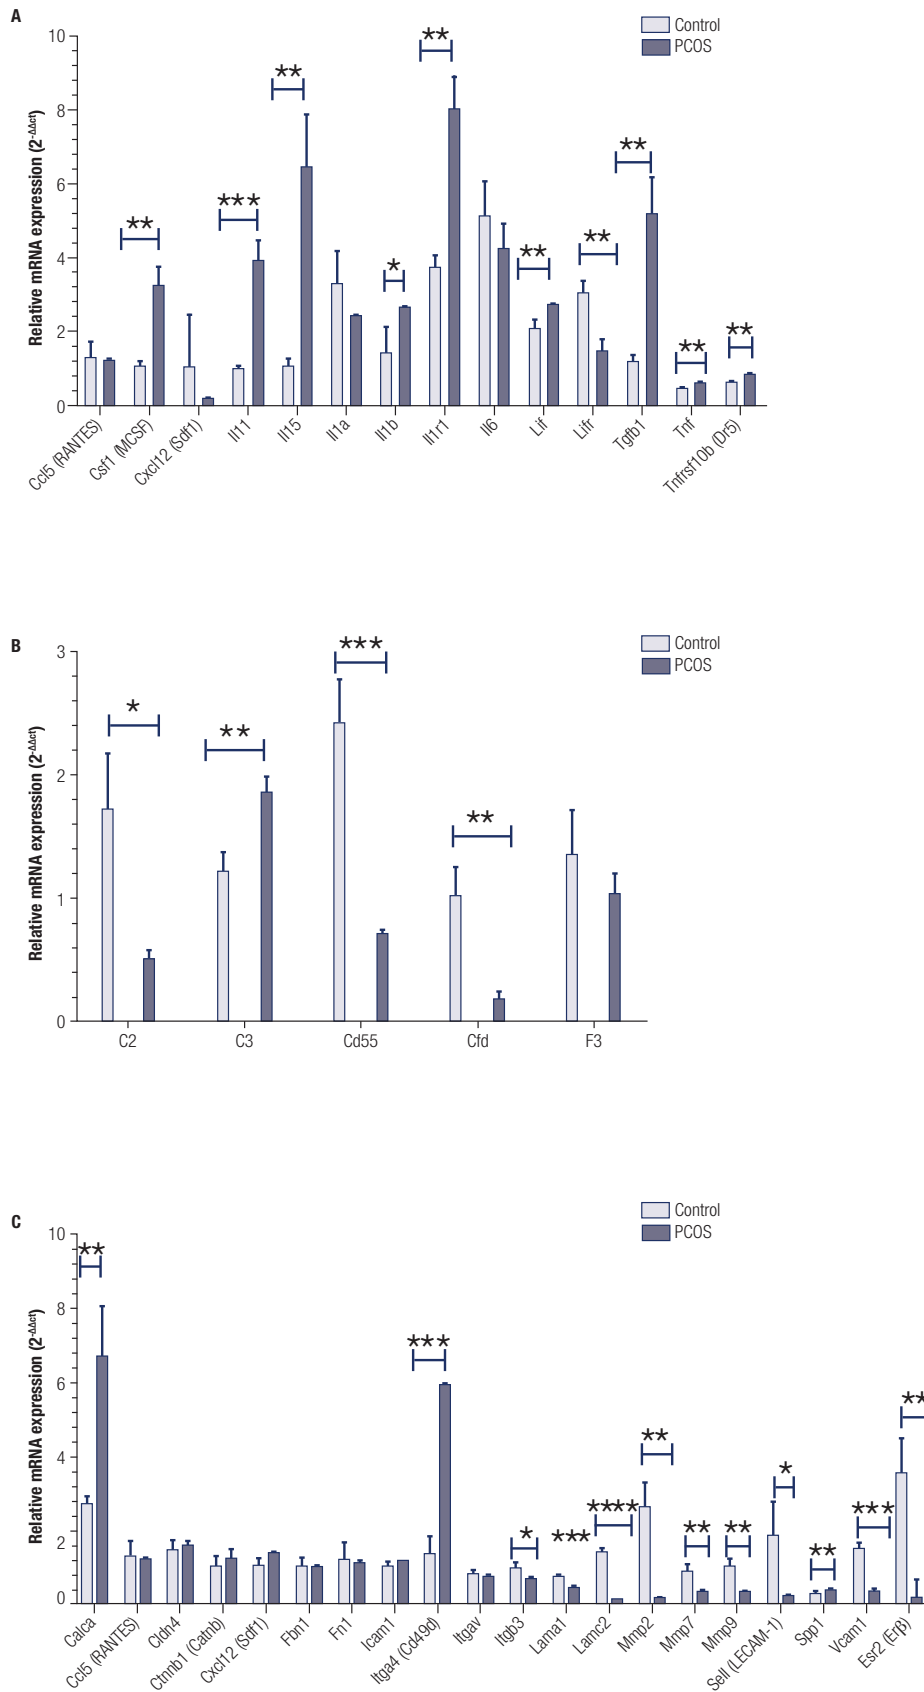 A
Control
PCOS
Relative mRNA expression (2-ΔΔct)
10
8
6
4
2
0
**
***
**
*
**
**
**
**
**
**
Ccl5 (RANTES)
Csf1 (MCSF)
Cxcl12 (Sdf1)
Il11
Il15
Il1a
Il1b
Il1r1
Il6
Lif
Lifr
Tgfb1
Tnf
Tnfrsf10b (Dr5)
B
Control
PCOS
Relative mRNA expression (2-ΔΔct)
3
2
1
0
*
**
***
**
C2
C3
Cd55
Cfd
F3
C
Control
PCOS
Relative mRNA expression (2-ΔΔct)
10
8
6
4
2
0
**
***
*
***
****
**
**
**
*
**
***
**
Calca
Ccl5 (RANTES)
Cldn4
Ctnnb1 (Catnb)
Cxcl12 (Sdf1)
Fbn1
Fn1
Icam1
Itga4 (Cd49d)
Itgav
Itgb3
Lama1
Lamc2
Mmp2
Mmp7
Mmp9
Sell (LECAM-1)
Spp1
Vcam1
Esr2 (Erβ)